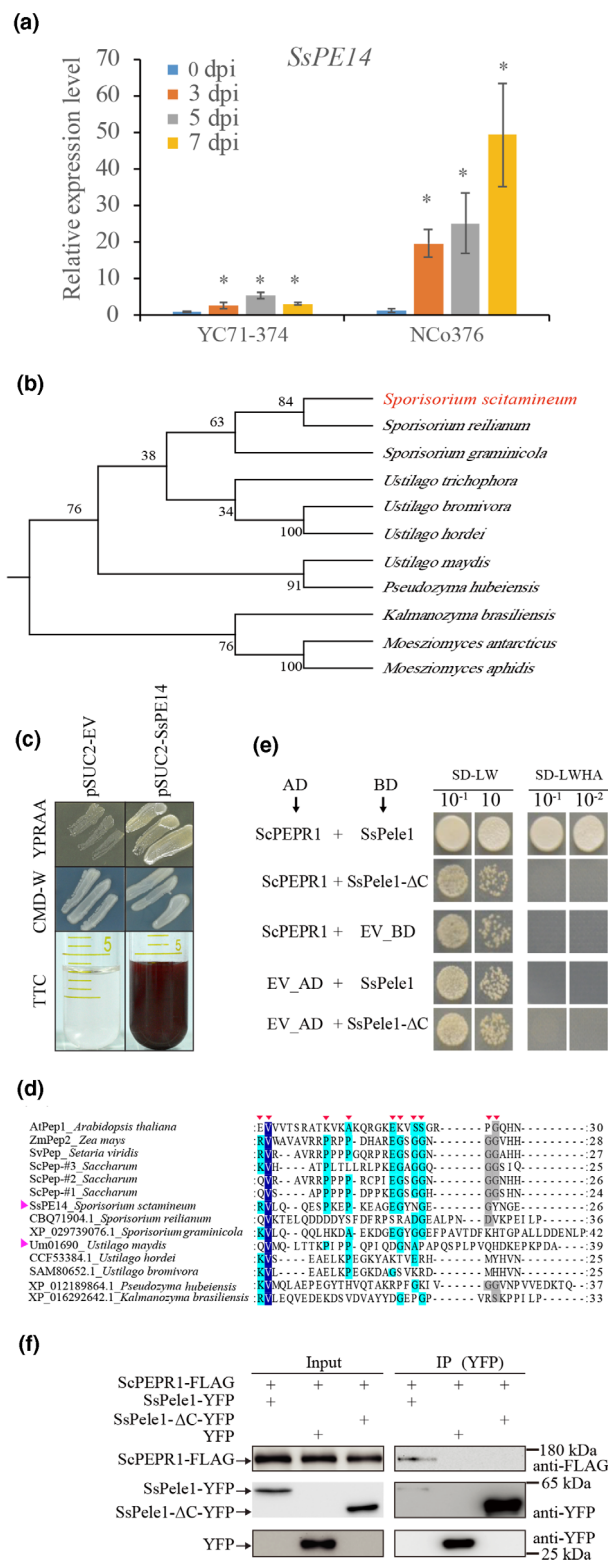 (a)
SsPE14
Relative expression level
70
60
50
40
30
20
10
0
0 dpi
3 dpi
5 dpi
7 dpi
* * *
* * *
YC71-374
NCo376
(b)
84
63
38
76
34
100
91
76
100
Sporisorium scitamineum
Sporisorium reilianum
Sporisorium graminicola
Ustilago trichophora
Ustilago bromivora
Ustilago hordei
Ustilago maydis
Pseudozyma hubeiensis
Kalmanozyma brasiliensis
Moesziomyces antarcticus
Moesziomyces aphidis
(c)
pSUC2-EV
pSUC2-SsPE14
YPRAA
CMD-W
TTC
5
5
(e)
AD BD
SD-LW SD-LWHA
10-1 10 10-1 10-2
ScPEPR1 + SsPele1
ScPEPR1 + SsPele1-ΔC
ScPEPR1 + EV_BD
EV_AD + SsPele1
EV_AD + SsPele1-ΔC
(d)
AtPep1_Arabidopsis thaliana :EVVVTSRATKVKAKQRGKEKVSSGR-----PGQHN----- :30
ZmPep2_Zea mays
SvPep_Setaria viridis
ScPep-#3_Saccharum
ScPep-#2_Saccharum
ScPep-#1_Saccharum
SsPE14_Sporisorium sctamineum
CBQ71904.1_Sporisorium reilianum
XP_029739076.1_Sporisorium graminicola
Um01690_Ustilago maydis
CCF53384.1_Ustilago hordei
SAM80652.1_Ustilago bromivora
XP_012189864.1_Pseudozyma hubeiensis
XP_016292642.1_Kalmanozyma brasiliensis
:28
:27
:25
:26
:25
:30
:36
:42
:39
:25
:26
:37
:33
(f)
Input IP (YFP)
ScPEPR1-FLAG + + + + + +
SsPele1-YFP + +
SsPele1-ΔC-YFP + +
YFP + +
ScPEPR1-FLAG
180 kDa
anti-FLAG
SsPele1-YFP
65 kDa
SsPele1-ΔC-YFP
anti-YFP
YFP
anti-YFP
25 kDa